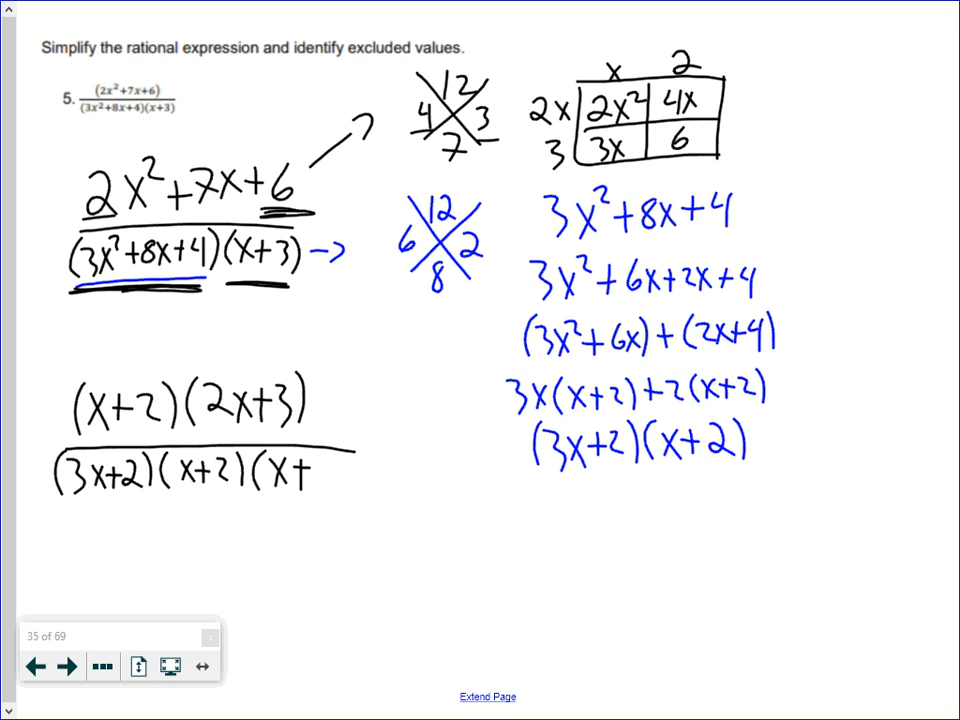 Simplify the rational expression and identify excluded values.
5. (2x²+7x+6)
(3x²+8x+4)(x+3)
12
4 3
7
x 2
2x 2x² 4x
3 3x 6
2x²+7x+6
(3x²+8x+4)(x+3)
12
6 2
8
3x²+8x+4
3x²+6x+2x+4
(3x²+6x)+(2x+4)
3x(x+2)+2(x+2)
(3x+2)(x+2)
(x+2)(2x+3)
(3x+2)(x+2)(x+
35 of 69
Extend Page